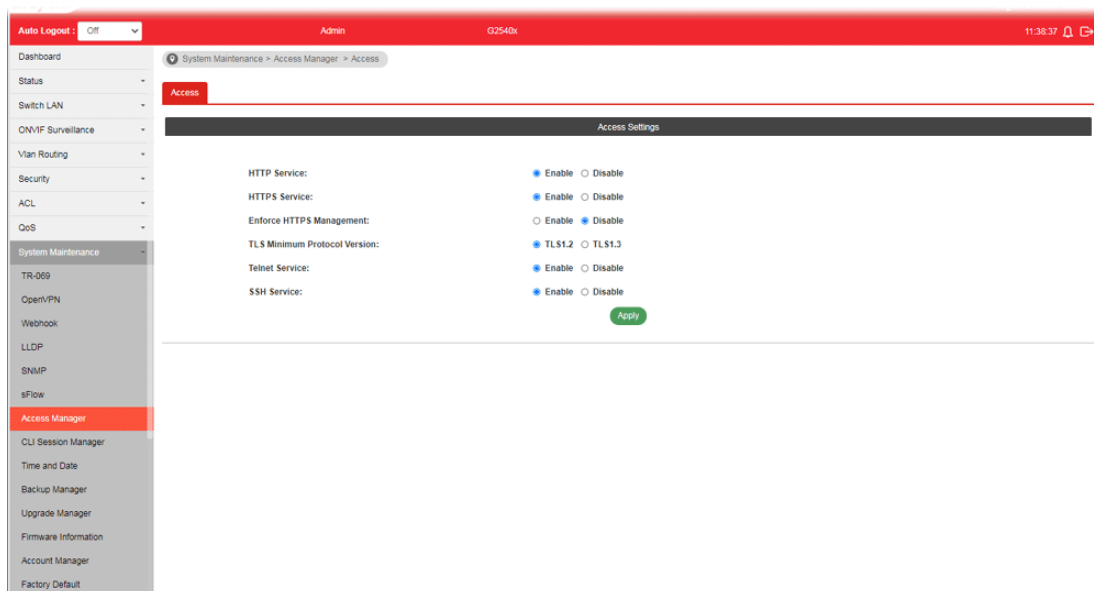 Auto Logout : Off Admin G2540x 11:38:37
Dashboard
Status
Switch LAN
ONVIF Surveillance
Vlan Routing
Security
ACL
QoS
System Maintenance
TR-069
OpenVPN
Webhook
LLDP
SNMP
sFlow
Access Manager
CLI Session Manager
Time and Date
Backup Manager
Upgrade Manager
Firmware Information
Account Manager
Factory Default
System Maintenance > Access Manager > Access
Access
Access Settings
HTTP Service: Enable Disable
HTTPS Service: Enable Disable
Enforce HTTPS Management: Enable Disable
TLS Minimum Protocol Version: TLS1.2 TLS1.3
Telnet Service: Enable Disable
SSH Service: Enable Disable
Apply